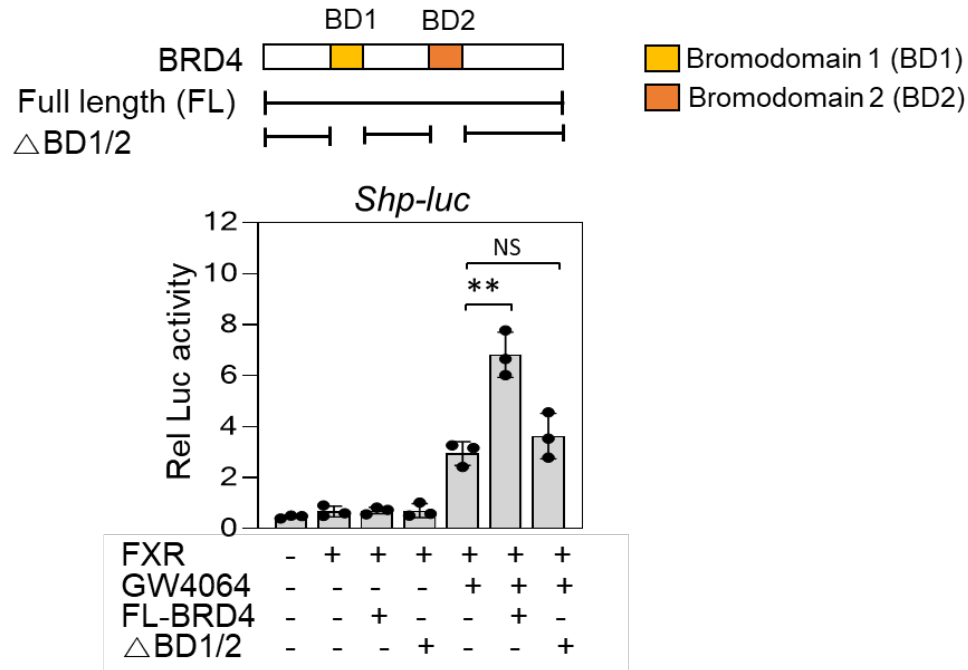 BD1 BD2
BRD4
Bromodomain 1 (BD1)
Full length (FL)
Bromodomain 2 (BD2)
△BD1/2
Shp-luc
Rel Luc activity
12
10
8
6
4
2
0
NS
**
FXR - + + + + + +
GW4064 - - - - + + +
FL-BRD4 - - + - - + -
△BD1/2 - - - + - - +